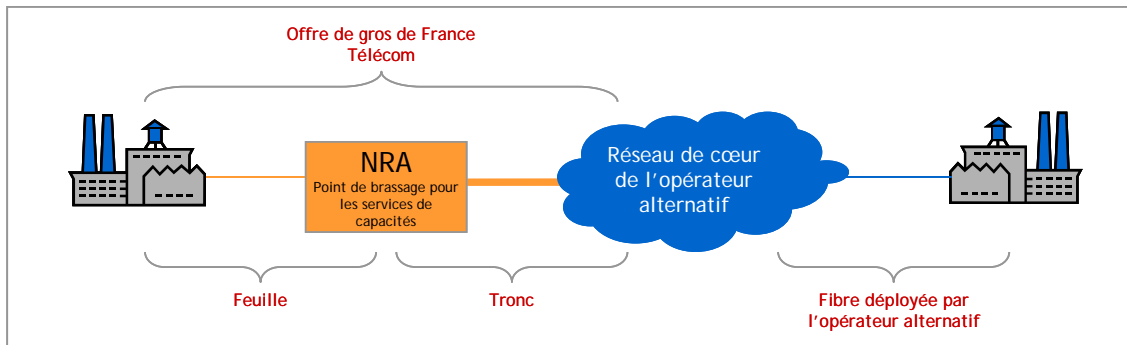 Offre de gros de France
Télécom
NRA
Point de brassage pour
les services de
capacités
Réseau de cœur
de l'opérateur
alternatif
Feuille
Tronc
Fibre déployée par
l'opérateur alternatif